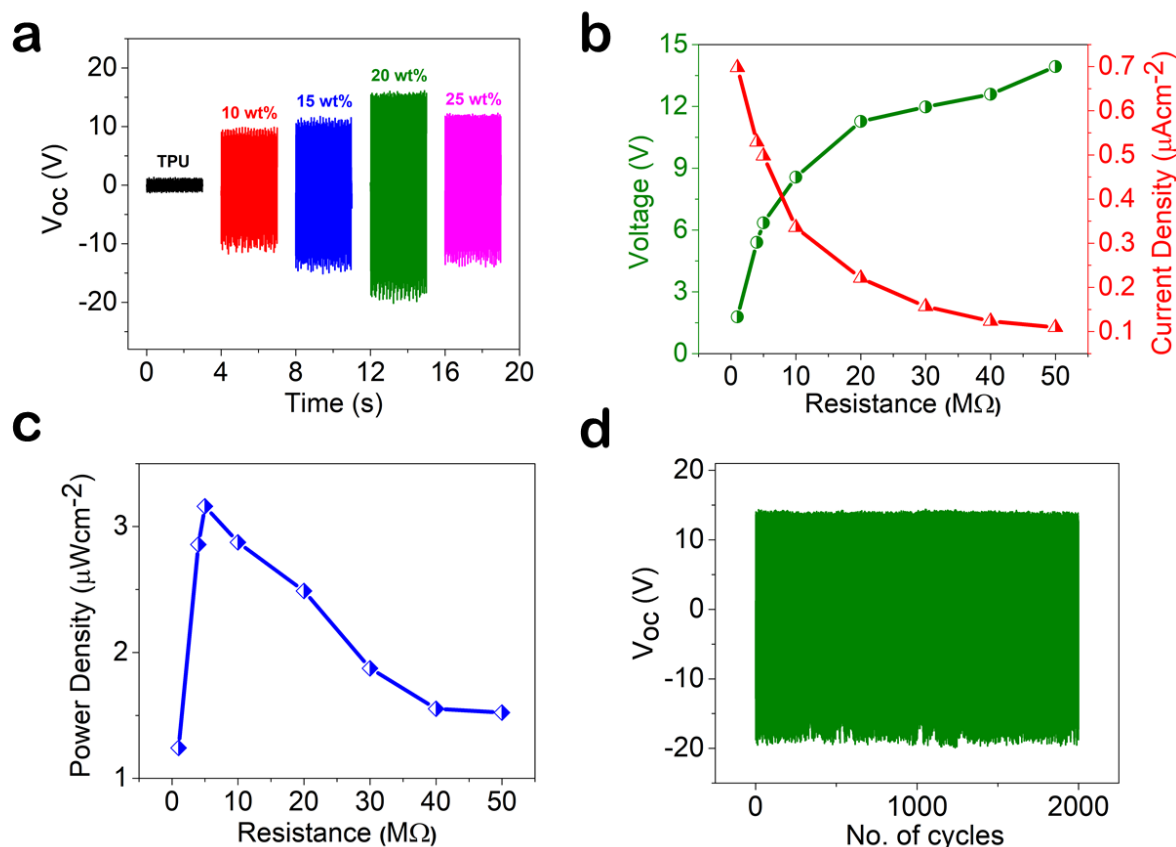 a
20
10
0
-10
-20
VOC (V)
TPU
10 wt%
15 wt%
20 wt%
25 wt%
0 4 8 12 16 20
Time (s)
b
15
12
9
6
3
0
Voltage (V)
0.7
0.6
0.5
0.4
0.3
0.2
0.1
Current Density (μAcm-2)
0 10 20 30 40 50
Resistance (MΩ)
c
3
2
1
Power Density (μWcm-2)
0 10 20 30 40 50
Resistance (MΩ)
d
20
10
0
-10
-20
VOC (V)
0 1000 2000
No. of cycles